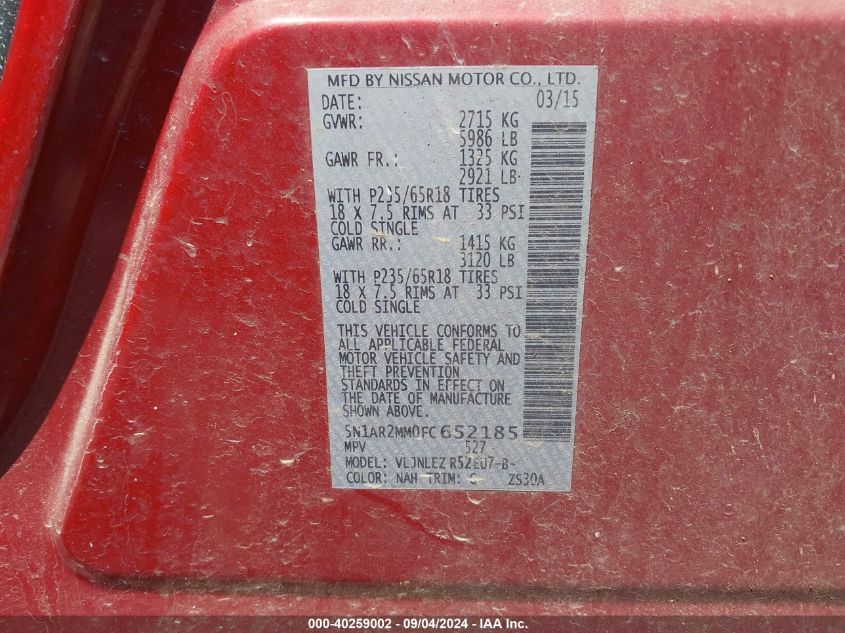 MFD BY NISSAN MOTOR CO., LTD.
DATE: 03/15
GVWR: 2715 KG
5986 LB
GAWR FR.: 1325 KG
2921 LB
WITH P235/65R18 TIRES
18 X 7.5 RIMS AT 33 PSI
COLD SINGLE
GAWR RR.: 1415 KG
3120 LB
WITH P235/65R18 TIRES
18 X 7.5 RIMS AT 33 PSI
COLD SINGLE
THIS VEHICLE CONFORMS TO
ALL APPLICABLE FEDERAL
MOTOR VEHICLE SAFETY AND
THEFT PREVENTION
STANDARDS IN EFFECT ON
THE DATE OF MANUFACTURE
SHOWN ABOVE.
5N1AR2MM0FC652185
MPV 527
MODEL: VLJNLEZ R52EU7-B-
COLOR: NAH TRIM: G ZS30A
000-40259002 - 09/04/2024 - © IAA Holdings, LLC.